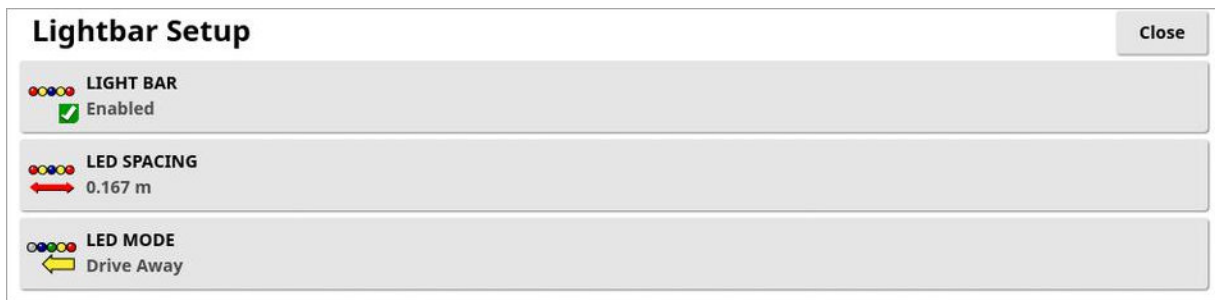 Lightbar Setup
Close
LIGHT BAR
Enabled
LED SPACING
0.167 m
LED MODE
Drive Away